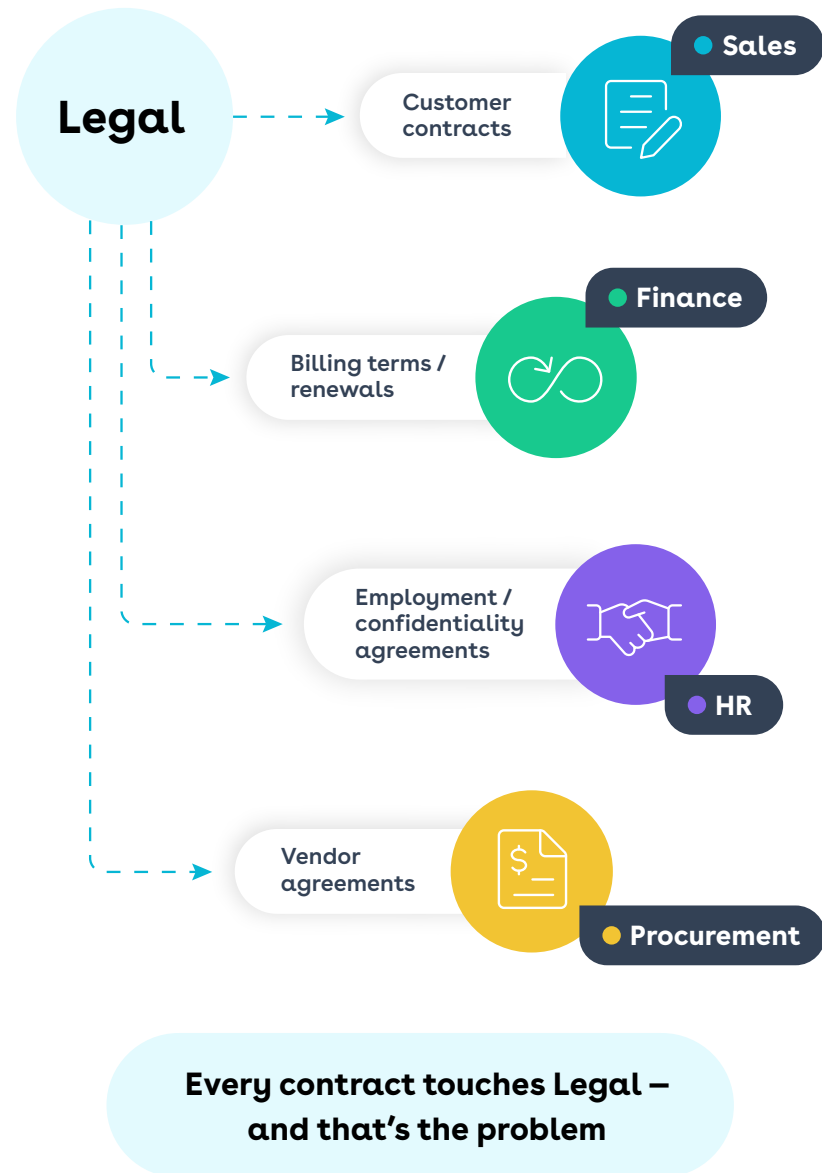 Legal
Sales
Customer
contracts
Finance
Billing terms /
renewals
Employment /
confidentiality
agreements
HR
Vendor
agreements
$
Procurement
Every contract touches Legal —
and that’s the problem